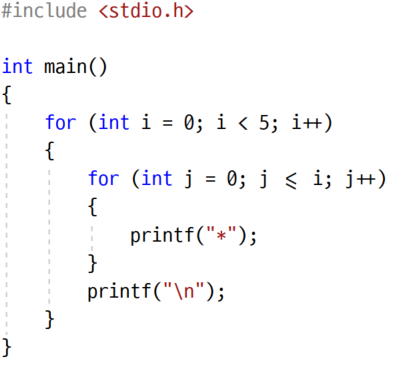 #include <stdio.h>

int main()
{
    for (int i = 0; i < 5; i++)
    {
        for (int j = 0; j <= i; j++)
        {
            printf("*");
        }
        printf("\n");
    }
}